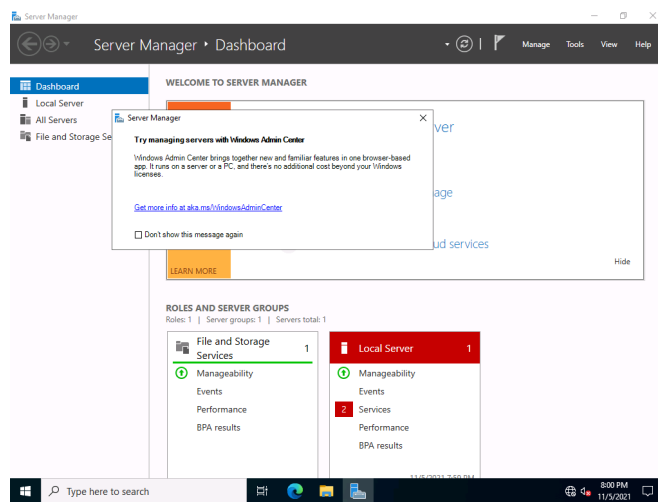 Server Manager
Server Manager • Dashboard
Manage Tools View Help
Dashboard
Local Server
All Servers
File and Storage Se
WELCOME TO SERVER MANAGER
Server Manager
Try managing servers with Windows Admin Center
Windows Admin Center brings together new and familiar features in one browser-based
app. It runs on a server or a PC, and there's no additional cost beyond your Windows
licenses.
Get more info at aka.ms/WindowsAdminCenter
Don't show this message again
ver
age
ud services
Hide
LEARN MORE
ROLES AND SERVER GROUPS
Roles: 1 | Server groups: 1 | Servers total: 1
File and Storage
Services
1
Manageability
Events
Performance
BPA results
Local Server 1
Manageability
Events
2 Services
Performance
BPA results
11/5/2021 7:59 PM
Type here to search
8:00 PM
11/5/2021